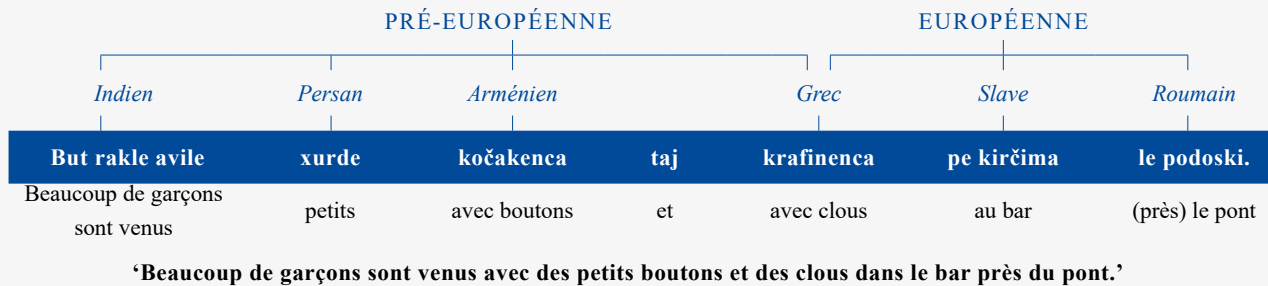 PRÉ-EUROPÉENNE EUROPÉENNE
Indien Persan Arménien Grec Slave Roumain
But rakle avile xurde kočakenca taj krafinenca pe kirčima le podoski.
Beaucoup de garçons
sont venus petits avec boutons et avec clous au bar (près) le pont
‘Beaucoup de garçons sont venus avec des petits boutons et des clous dans le bar près du pont.’